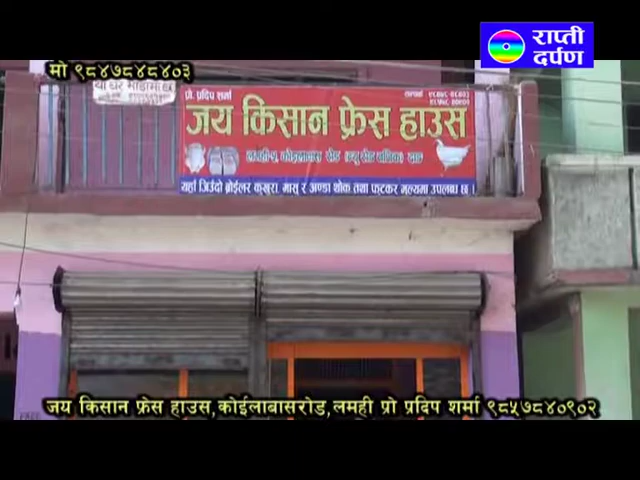 मो ९८४७८४८४०३
राप्ती
दर्पण
प्रो. प्रदिप शर्मा
जय किसान फ्रेस हाउस
यहाँ जिउँदो ब्रोईलर कुखुरा, मासु र अण्डा थोक तथा फुटकर मुल्यमा उपलब्ध छ ।
जय किसान फ्रेस हाउस,कोईलाबासरोड,लमही प्रो प्रदिप शर्मा ९८५७८४०९०२